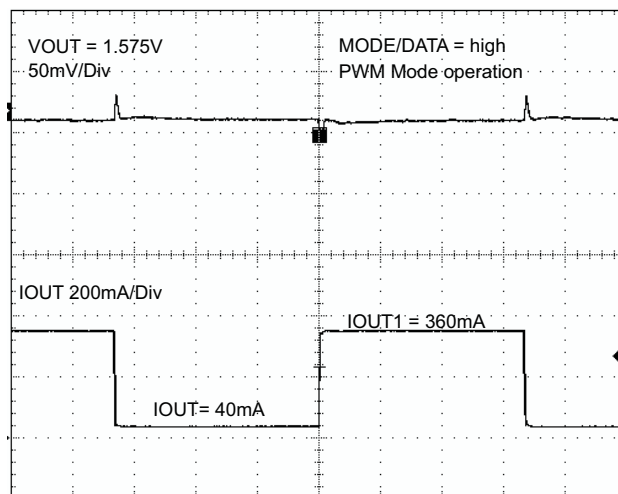 VOUT = 1.575V
50mV/Div
MODE/DATA = high
PWM Mode operation
IOUT 200mA/Div
IOUT1 = 360mA
IOUT= 40mA